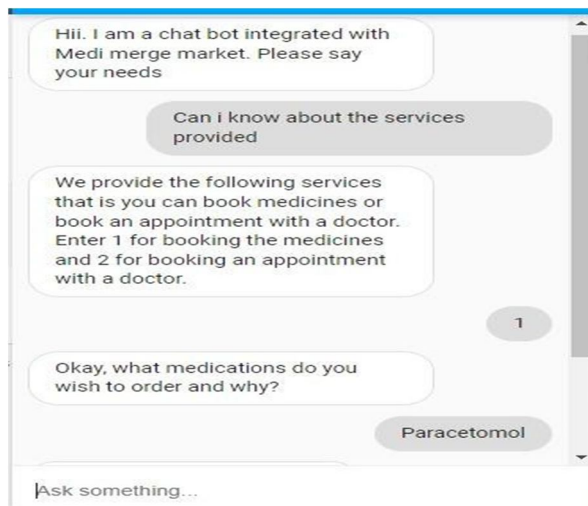 Hii. I am a chat bot integrated with
Medi merge market. Please say
your needs
Can i know about the services
provided
We provide the following services
that is you can book medicines or
book an appointment with a doctor.
Enter 1 for booking the medicines
and 2 for booking an appointment
with a doctor.
1
Okay, what medications do you
wish to order and why?
Paracetomol
Ask something...